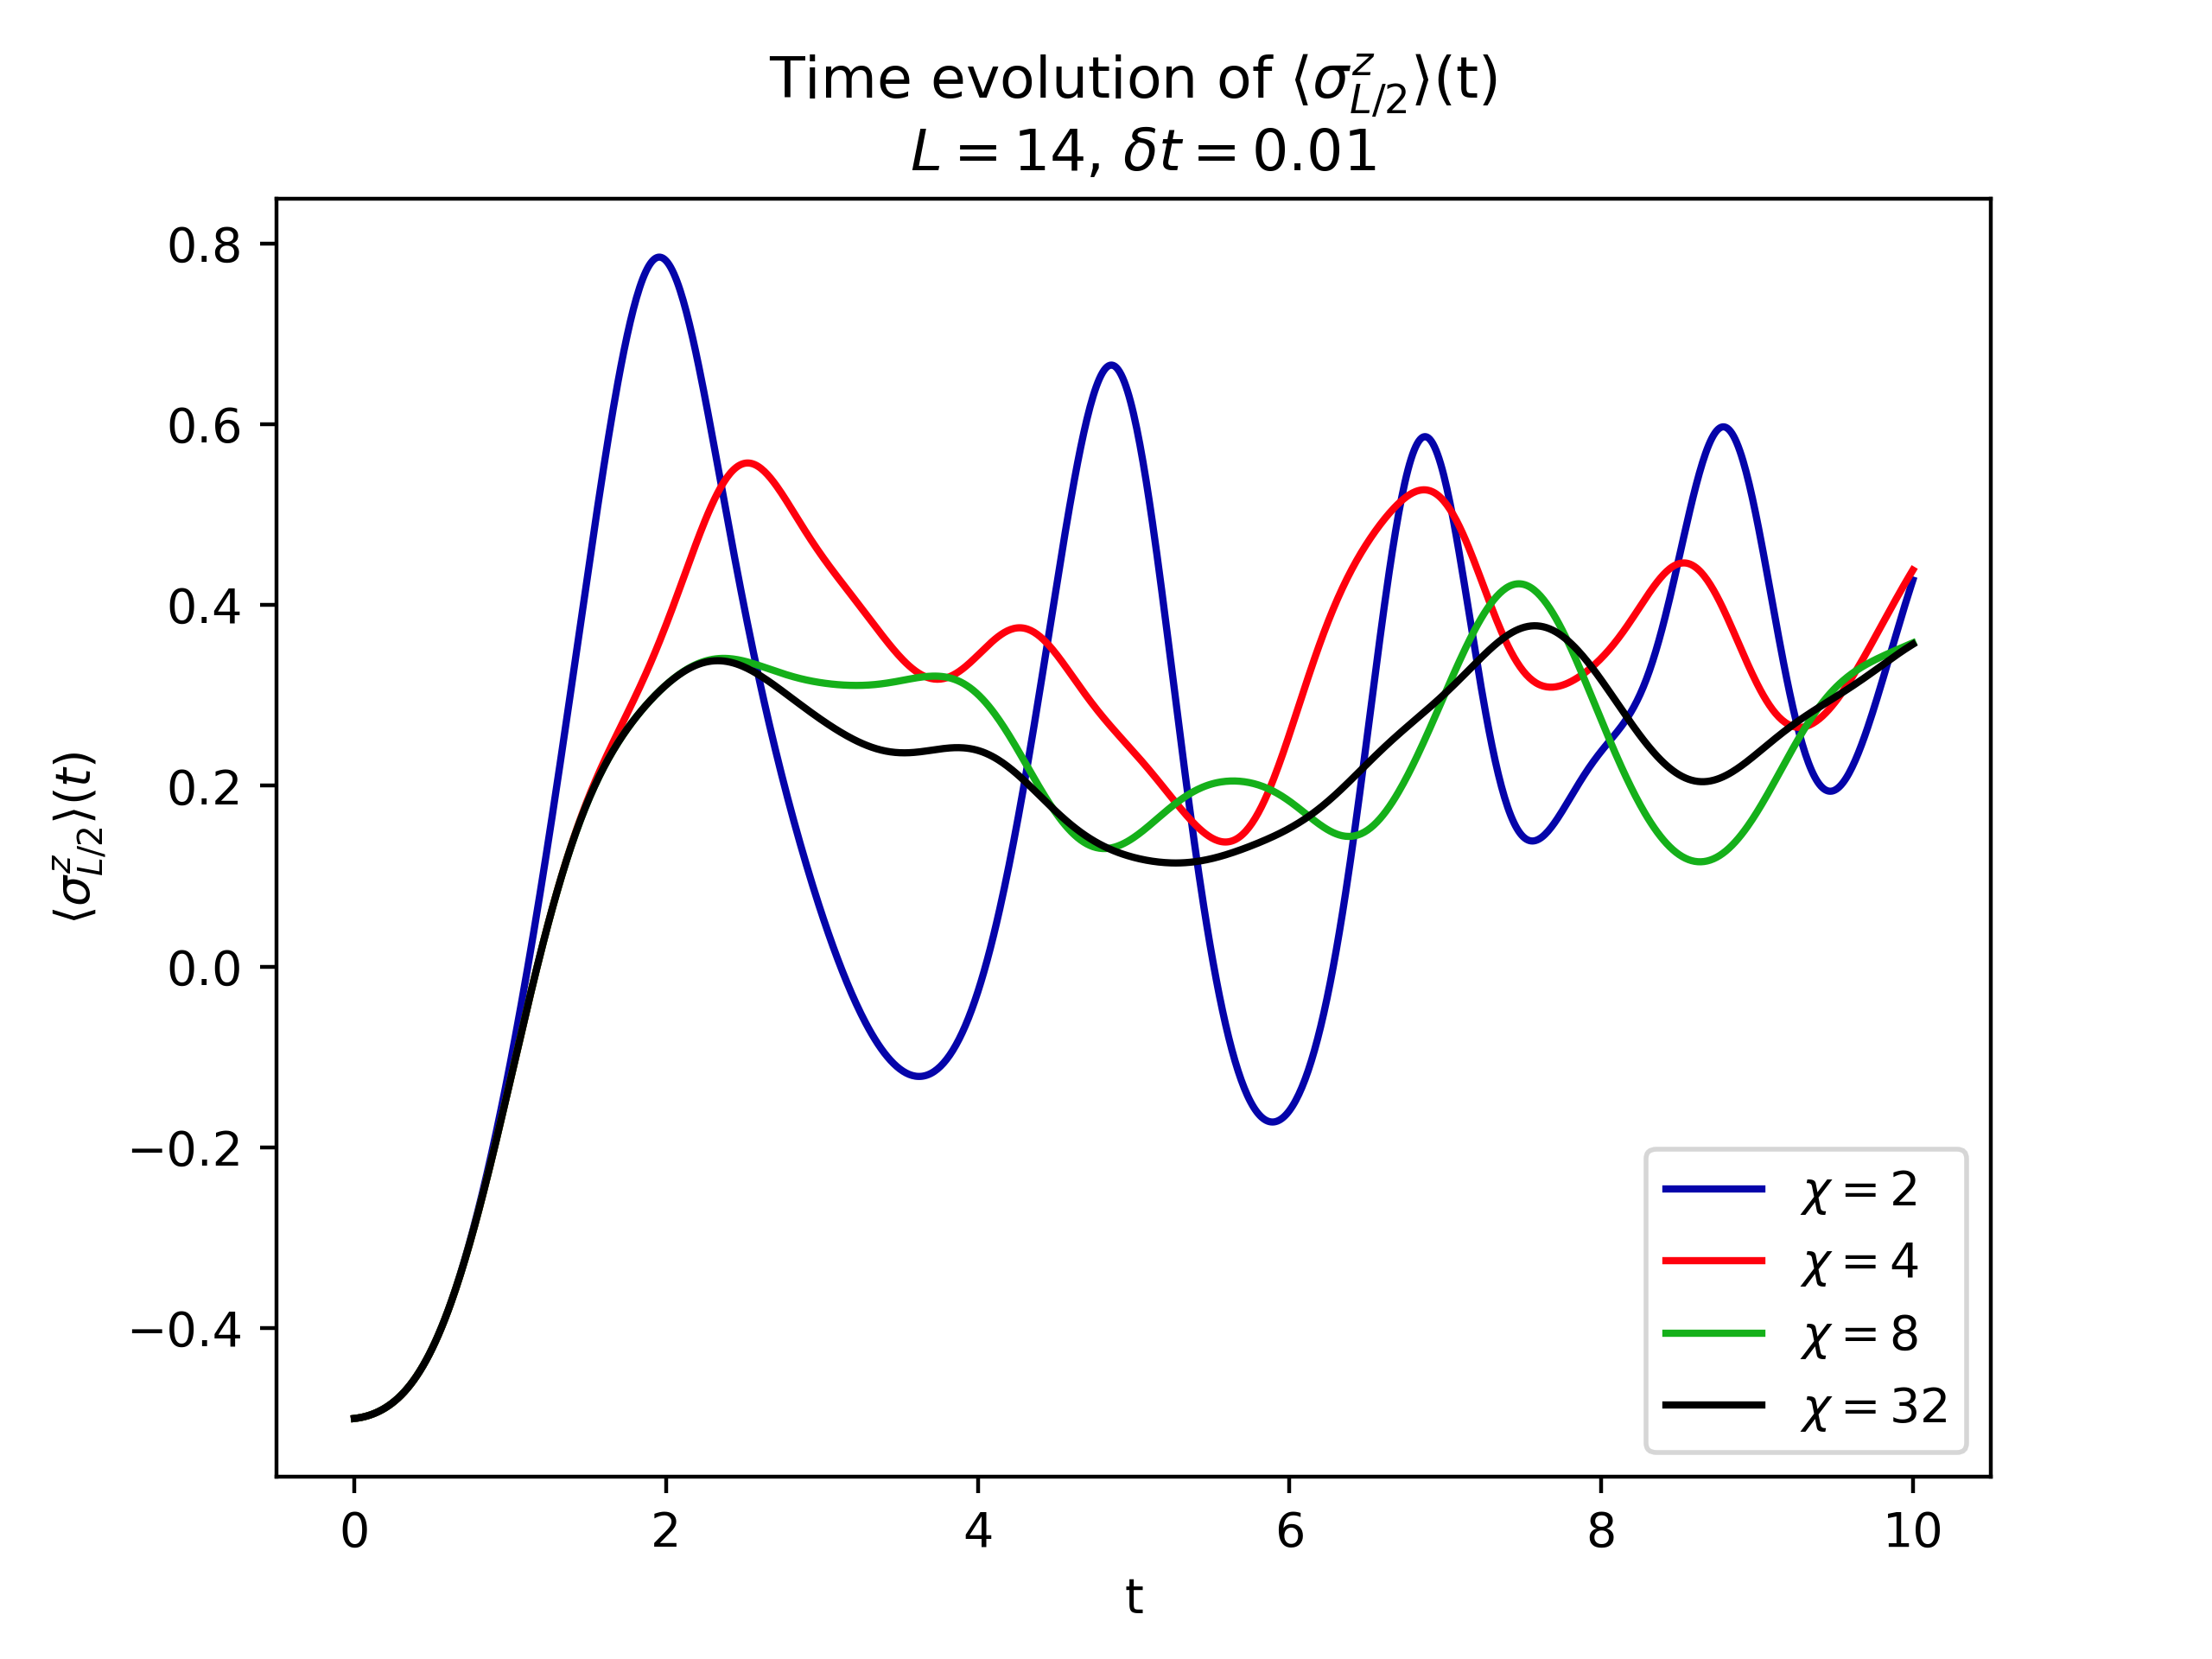 Time evolution of ⟨σ^z_{L/2}⟩(t)
L = 14, δt = 0.01
⟨σ^z_{L/2}⟩(t)
0.8
0.6
0.4
0.2
0.0
−0.2
−0.4
χ = 2
χ = 4
χ = 8
χ = 32
0 2 4 6 8 10
t